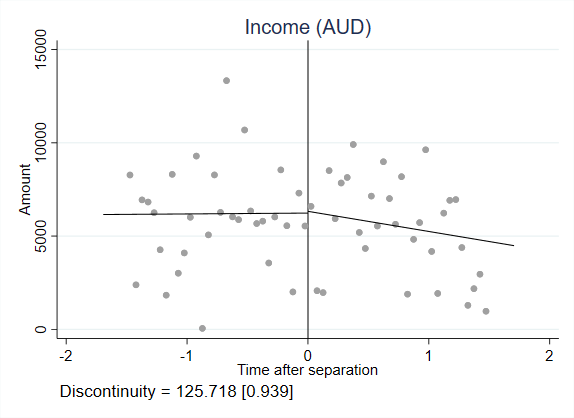 Income (AUD)
15000
10000
5000
0
Amount
-2 -1 0 1 2
Time after separation
Discontinuity = 125.718 [0.939]